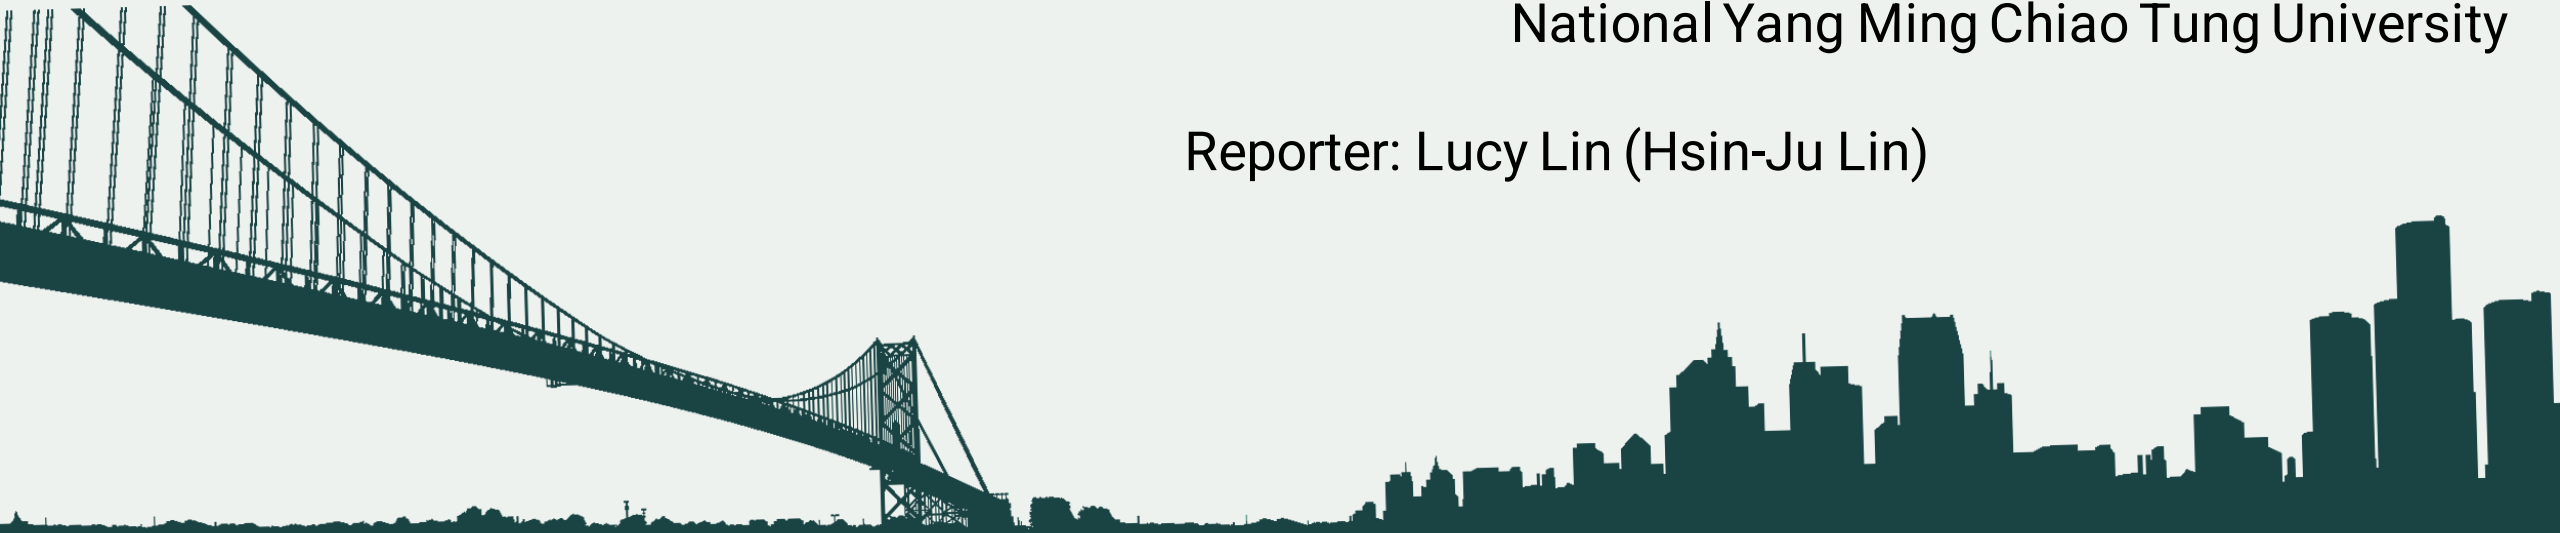 National Yang Ming Chiao Tung University
Reporter: Lucy Lin (Hsin-Ju Lin)